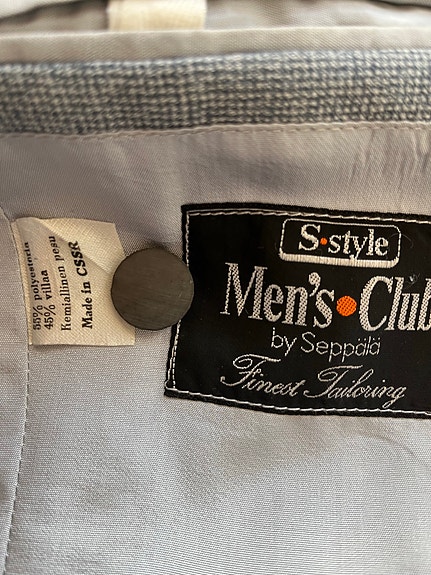 55% polyesteria
45% villaa
Kemiallinen pesu
Made in CSSR
S·style
Men's·Club
by Seppälä
Finest Tailoring